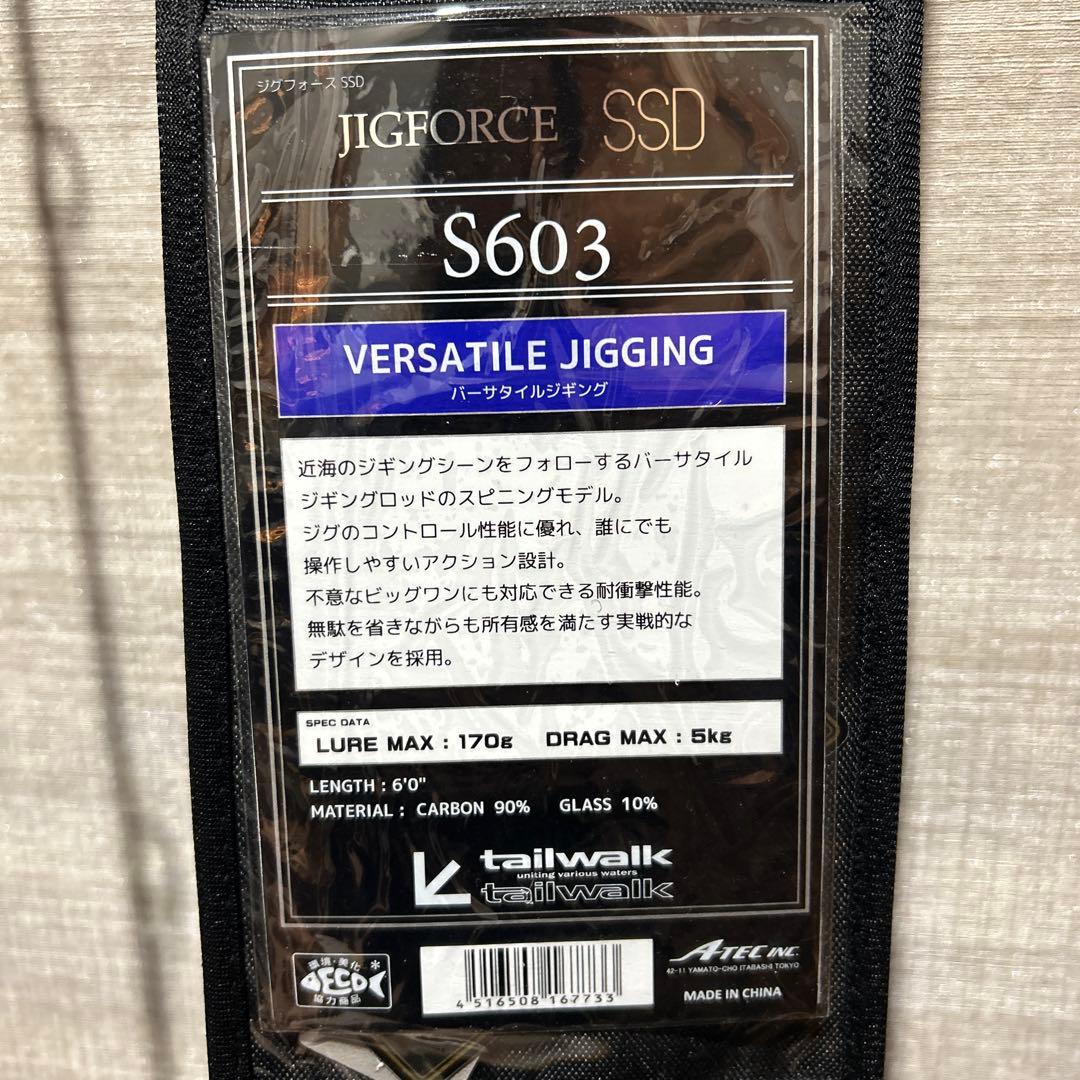 ジグフォース SSD
JIGFORCE SSD
S603
VERSATILE JIGGING
バーサタイルジギング
近海のジギングシーンをフォローするバーサタイル
ジギングロッドのスピニングモデル。
ジグのコントロール性能に優れ、誰にでも
操作しやすいアクション設計。
不意なビッグワンにも対応できる耐衝撃性能。
無駄を省きながらも所有感を満たす実戦的な
デザインを採用。
SPEC DATA
LURE MAX : 170g DRAG MAX : 5kg
LENGTH : 6'0"
MATERIAL : CARBON 90% GLASS 10%
tailwalk
uniting various waters
tailwalk
環境・美化
ECO
協力商品
4 516508 167733
A-TEC INC.
42-11 YAMATO-CHO ITABASHI TOKYO
MADE IN CHINA